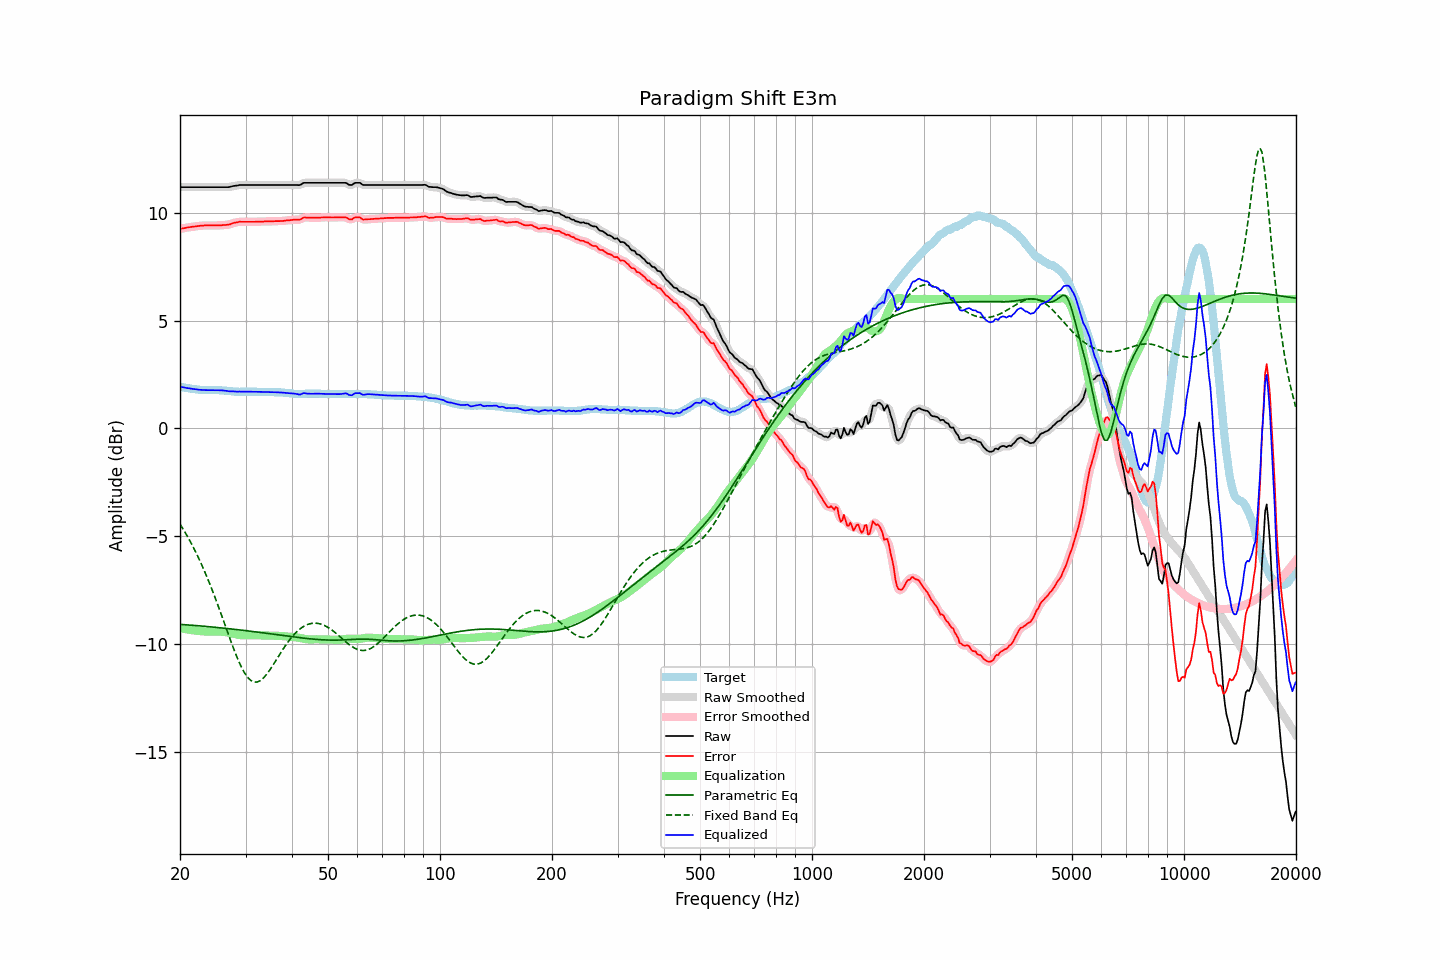 Paradigm Shift E3m
Amplitude (dBr)
10
5
0
−5
−10
−15
20
50
100
200
500
1000
2000
5000
10000
20000
Frequency (Hz)
Target
Raw Smoothed
Error Smoothed
Raw
Error
Equalization
Parametric Eq
Fixed Band Eq
Equalized